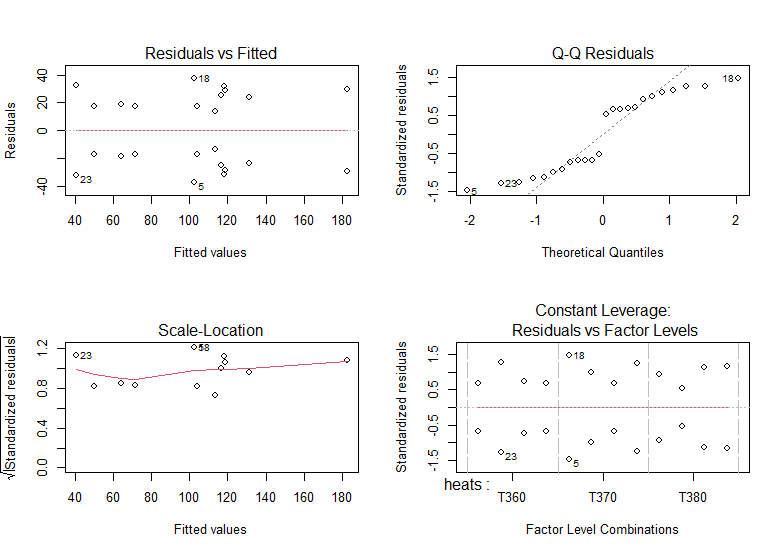 Residuals vs Fitted
Residuals
40
20
0
-40
18
23
5
40 60 80 100 120 140 160 180
Fitted values
Q-Q Residuals
Standardized residuals
1.5
0.5
-0.5
-1.5
18
23
5
-2 -1 0 1 2
Theoretical Quantiles
Scale-Location
√|Standardized residuals|
1.2
0.8
0.4
0.0
23
40 60 80 100 120 140 160 180
Fitted values
Constant Leverage:
Residuals vs Factor Levels
Standardized residuals
1.5
0.5
-0.5
-1.5
18
23
5
heats :
T360 T370 T380
Factor Level Combinations